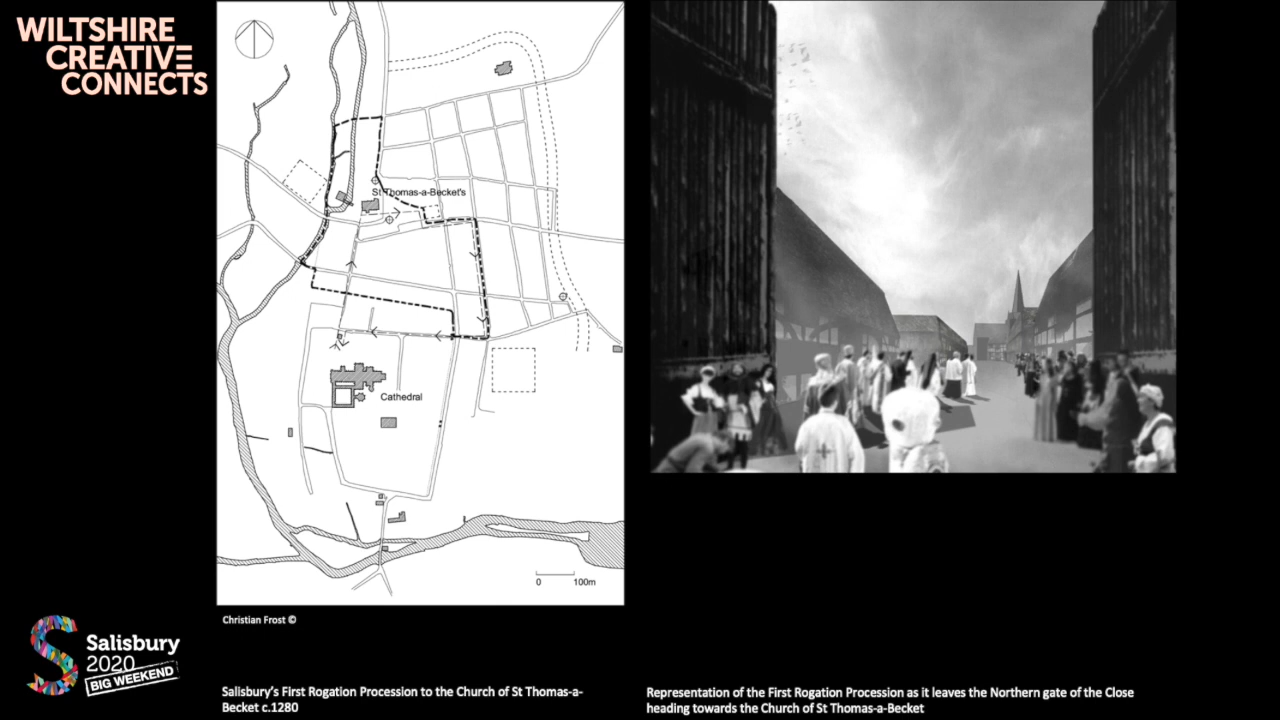 WILTSHIRE
CREATIVE
CONNECTS
St Thomas-a-Becket's
Cathedral
0 100m
Christian Frost ©
Salisbury
2020
BIG WEEKEND
Salisbury's First Rogation Procession to the Church of St Thomas-a-
Becket c.1280
Representation of the First Rogation Procession as it leaves the Northern gate of the Close
heading towards the Church of St Thomas-a-Becket